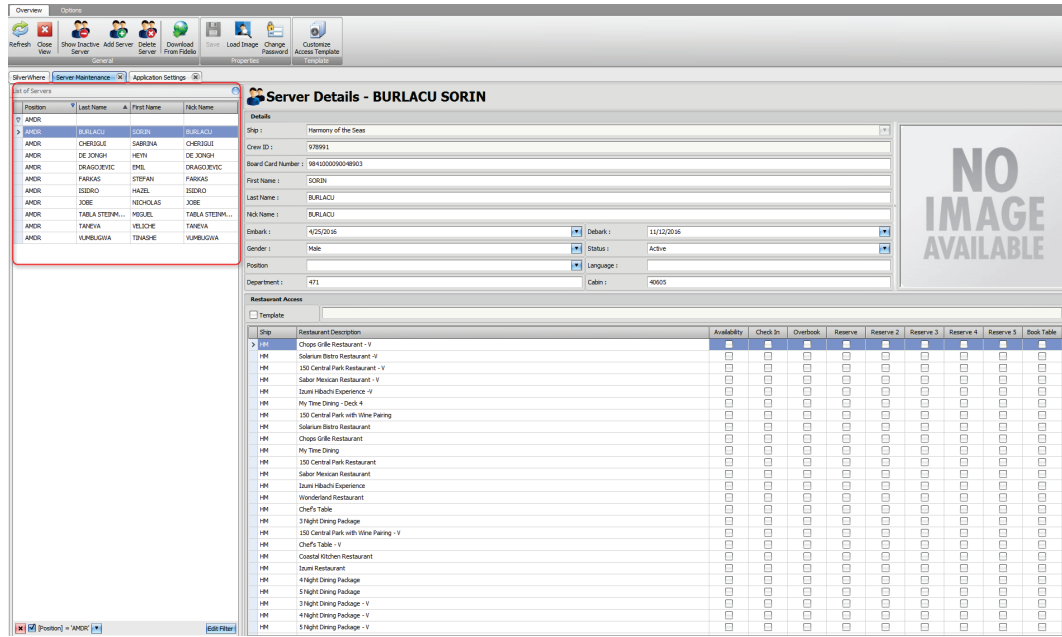 Overview Options
Refresh Close View Show Inactive Server Add Server Delete Server Download From Fidelio Save Load Image Change Password Customize Access Template
General Properties Template
SilverWhere Server Maintenance Application Settings
List of Servers
Position Last Name First Name Nick Name
AMDR
AMDR BURLACU SORIN BURLACU
AMDR CHERIGUI SABRINA CHERIGUI
AMDR DE JONGH HEYN DE JONGH
AMDR DRAGOJEVIC EMIL DRAGOJEVIC
AMDR FARKAS STEFAN FARKAS
AMDR ISIDRO HAZEL ISIDRO
AMDR JOBE NICHOLAS JOBE
AMDR TABLA STEINM... MIGUEL TABLA STEINM...
AMDR TANEVA VELICHE TANEVA
AMDR VUMBUGWA TINASHE VUMBUGWA
[Position] = 'AMDR' Edit Filter
Server Details - BURLACU SORIN
Details
Ship : Harmony of the Seas
Crew ID : 978991
Board Card Number : 9841000090048903
First Name : SORIN
Last Name : BURLACU
Nick Name : BURLACU
Embark : 4/25/2016 Debark : 11/12/2016
Gender : Male Status : Active
Position Language :
Department : 471 Cabin : 40605
NO
IMAGE
AVAILABLE
Restaurant Access
Template
Ship Restaurant Description Availability Check In Overbook Reserve Reserve 2 Reserve 3 Reserve 4 Reserve 5 Book Table
HM Chops Grille Restaurant - V
HM Solarium Bistro Restaurant -V
HM 150 Central Park Restaurant - V
HM Sabor Mexican Restaurant - V
HM Izumi Hibachi Experience -V
HM My Time Dining - Deck 4
HM 150 Central Park with Wine Pairing
HM Solarium Bistro Restaurant
HM Chops Grille Restaurant
HM My Time Dining
HM 150 Central Park Restaurant
HM Sabor Mexican Restaurant
HM Izumi Hibachi Experience
HM Wonderland Restaurant
HM Chef's Table
HM 3 Night Dining Package
HM 150 Central Park with Wine Pairing - V
HM Chef's Table - V
HM Coastal Kitchen Restaurant
HM Izumi Restaurant
HM 4 Night Dining Package
HM 5 Night Dining Package
HM 3 Night Dining Package - V
HM 4 Night Dining Package - V
HM 5 Night Dining Package - V